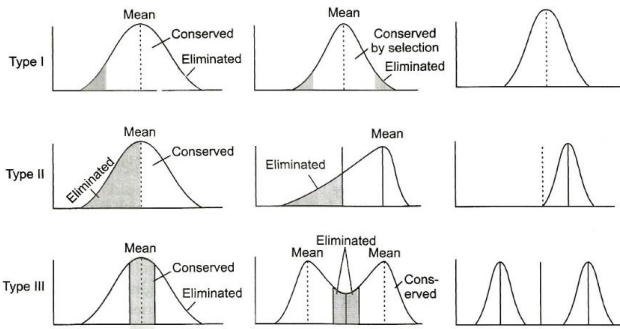 Type I
Mean
Conserved
Eliminated
Mean
Conserved
by selection
Eliminated
Type II
Mean
Eliminated
Conserved
Eliminated
Mean
Type III
Mean
Conserved
Eliminated
Eliminated
Mean
Mean
Cons-
erved